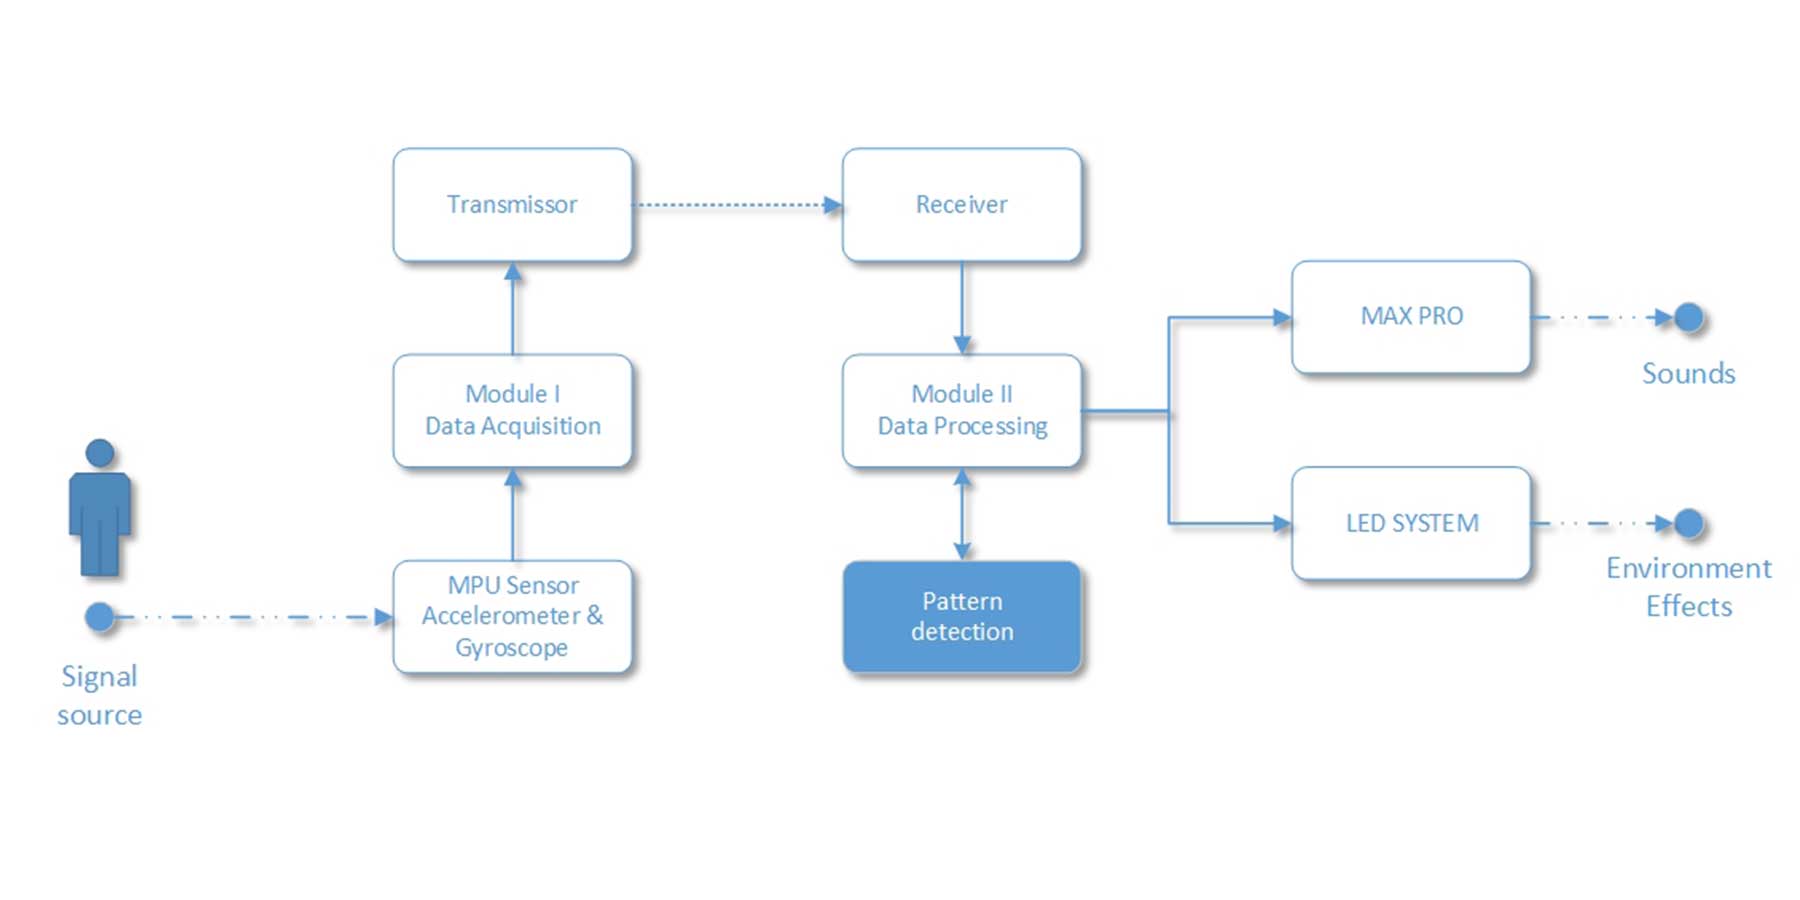 Transmissor
Receiver
MAX PRO
Sounds
Module I
Data Acquisition
Module II
Data Processing
LED SYSTEM
Environment
Effects
MPU Sensor
Accelerometer &
Gyroscope
Pattern
detection
Signal
source